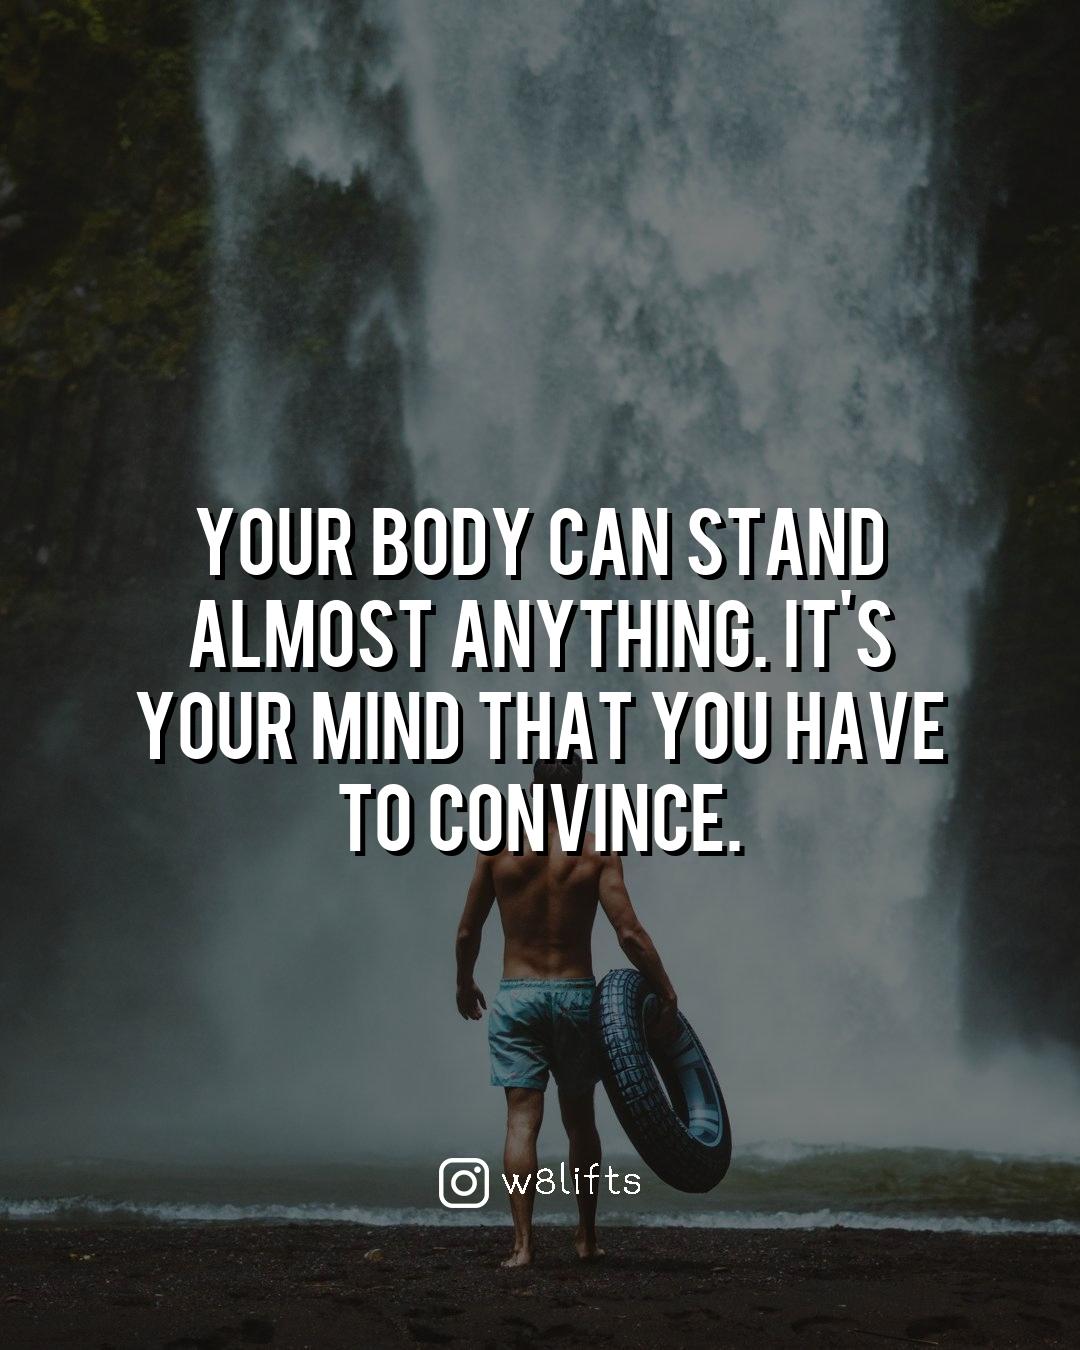 YOUR BODY CAN STAND
ALMOST ANYTHING. IT'S
YOUR MIND THAT YOU HAVE
TO CONVINCE.
w8lifts